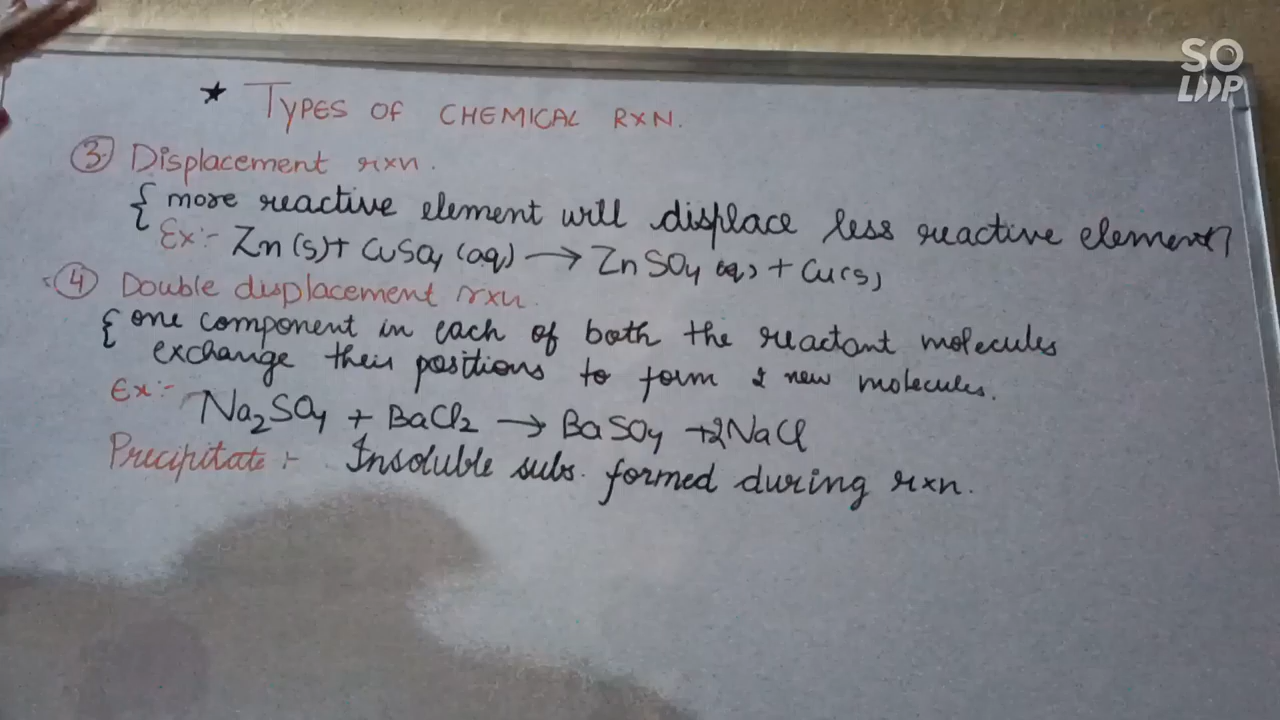 SO
LOOP
★ TYPES OF CHEMICAL RXN.
③ Displacement rxn.
{ more reactive element will displace less reactive element }
Ex:- Zn(s) + CuSO4 (aq) → ZnSO4 (aq) + Cu(s)
④ Double displacement rxn.
{ one component in each of both the reactant molecules
exchange their positions to form 2 new molecules.
Ex:- Na2SO4 + BaCl2 → BaSO4 + 2NaCl
Precipitate :- Insoluble subs. formed during rxn.